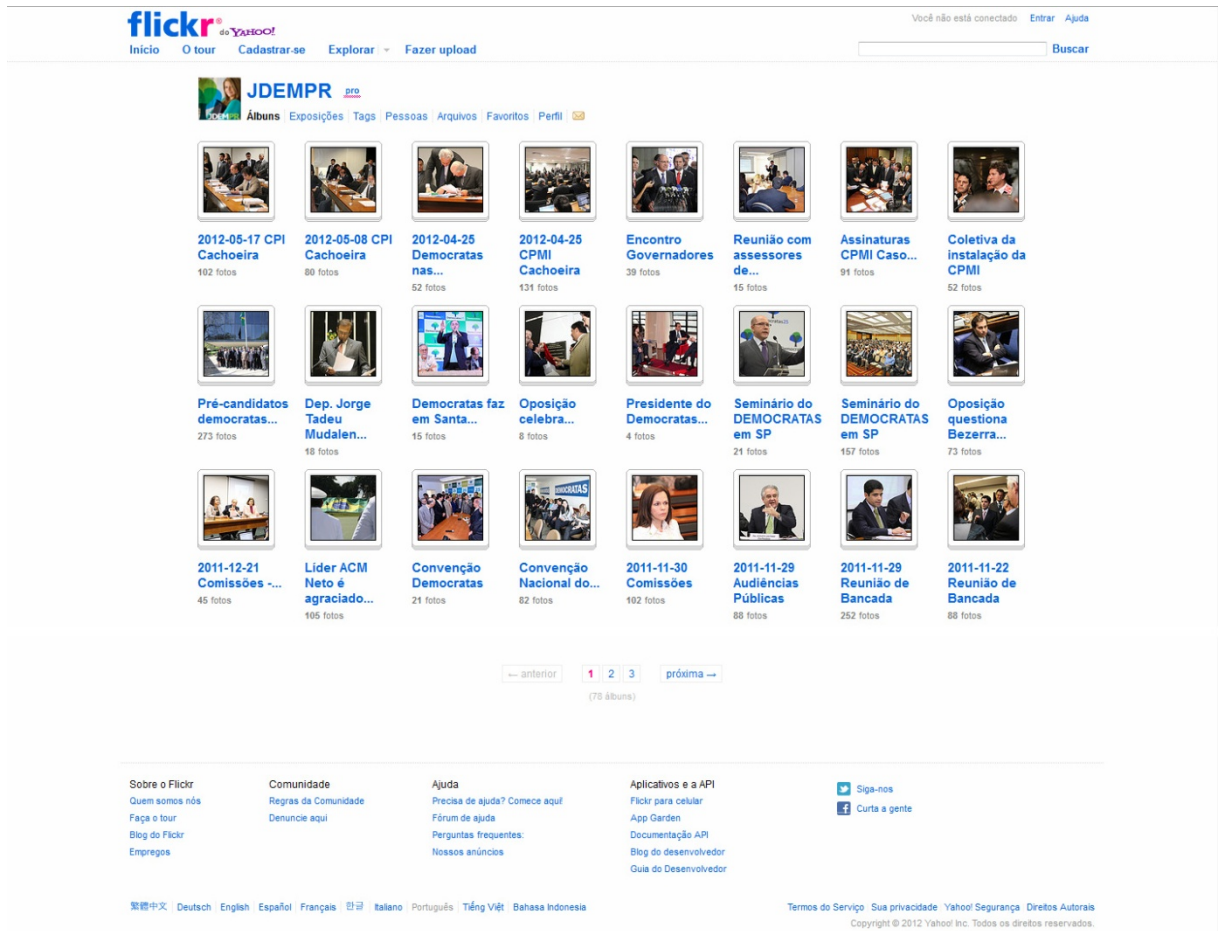 flickr® do YAHOO!
Você não está conectado Entrar Ajuda
Início O tour Cadastrar-se Explorar Fazer upload
Buscar
JDEMPR pro
Álbuns Exposições Tags Pessoas Arquivos Favoritos Perfil
2012-05-17 CPI Cachoeira
102 fotos
2012-05-08 CPI Cachoeira
80 fotos
2012-04-25 Democratas nas...
52 fotos
2012-04-25 CPMI Cachoeira
131 fotos
Encontro Governadores
39 fotos
Reunião com assessores de...
15 fotos
Assinaturas CPMI Caso...
91 fotos
Coletiva da instalação da CPMI
52 fotos
Pré-candidatos democratas...
273 fotos
Dep. Jorge Tadeu Mudalen...
18 fotos
Democratas faz em Santa...
15 fotos
Oposição celebra...
8 fotos
Presidente do Democratas...
4 fotos
Seminário do DEMOCRATAS em SP
21 fotos
Seminário do DEMOCRATAS em SP
157 fotos
Oposição questiona Bezerra...
73 fotos
2011-12-21 Comissões -...
45 fotos
Líder ACM Neto é agraciado...
105 fotos
Convenção Democratas
21 fotos
Convenção Nacional do...
82 fotos
2011-11-30 Comissões
102 fotos
2011-11-29 Audiências Públicas
88 fotos
2011-11-29 Reunião de Bancada
252 fotos
2011-11-22 Reunião de Bancada
88 fotos
← anterior 1 2 3 próxima →
(78 álbuns)
Sobre o Flickr
Quem somos nós
Faça o tour
Blog do Flickr
Empregos
Comunidade
Regras da Comunidade
Denuncie aqui
Ajuda
Precisa de ajuda? Comece aqui!
Fórum de ajuda
Perguntas frequentes:
Nossos anúncios
Aplicativos e a API
Flickr para celular
App Garden
Documentação API
Blog do desenvolvedor
Guia do Desenvolvedor
Siga-nos
Curta a gente
繁體中文 Deutsch English Español Français 한글 Italiano Português Tiếng Việt Bahasa Indonesia
Termos do Serviço Sua privacidade Yahoo! Segurança Direitos Autorais
Copyright © 2012 Yahoo! Inc. Todos os direitos reservados.